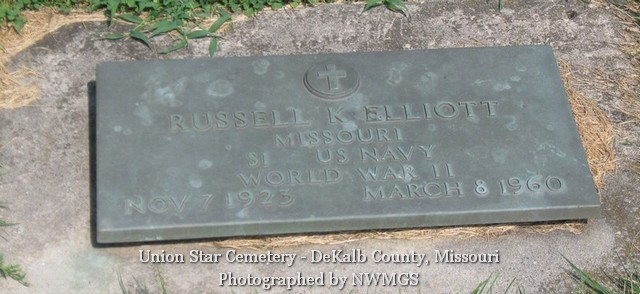 RUSSELL K ELLIOTT
MISSOURI
S1 US NAVY
WORLD WAR II
NOV 7 1923 MARCH 8 1960
Union Star Cemetery - DeKalb County, Missouri
Photographed by NWMGS